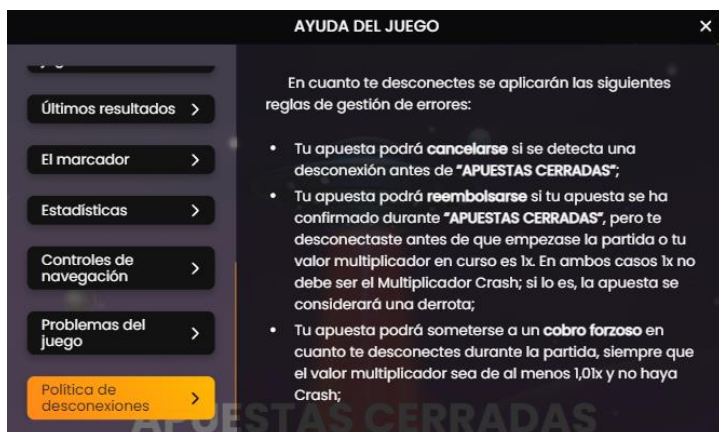 AYUDA DEL JUEGO
Últimos resultados
El marcador
Estadísticas
Controles de
navegación
Problemas del
juego
Política de
desconexiones
En cuanto te desconectes se aplicarán las siguientes
reglas de gestión de errores:
• Tu apuesta podrá cancelarse si se detecta una
desconexión antes de “APUESTAS CERRADAS”;
• Tu apuesta podrá reembolsarse si tu apuesta se ha
confirmado durante “APUESTAS CERRADAS”, pero te
desconectaste antes de que empezase la partida o tu
valor multiplicador en curso es 1x. En ambos casos 1x no
debe ser el Multiplicador Crash; si lo es, la apuesta se
considerará una derrota;
• Tu apuesta podrá someterse a un cobro forzoso en
cuanto te desconectes durante la partida, siempre que
el valor multiplicador sea de al menos 1,01x y no haya
Crash;
APUESTAS CERRADAS